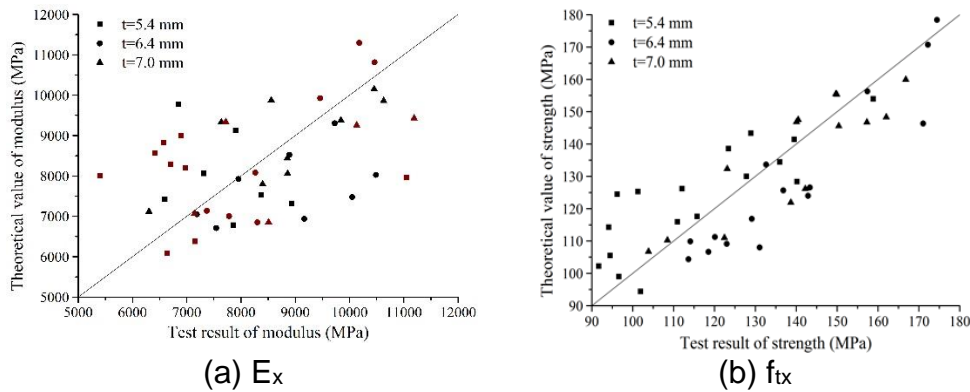 t=5.4 mm
t=6.4 mm
t=7.0 mm
12000
11000
10000
9000
8000
7000
6000
5000
Theoretical value of modulus (MPa)
5000 6000 7000 8000 9000 10000 11000 12000
Test result of modulus (MPa)
(a) Ex
t=5.4 mm
t=6.4 mm
t=7.0 mm
180
170
160
150
140
130
120
110
100
90
Theoretical value of strength (MPa)
90 100 110 120 130 140 150 160 170 180
Test result of strength (MPa)
(b) ftx